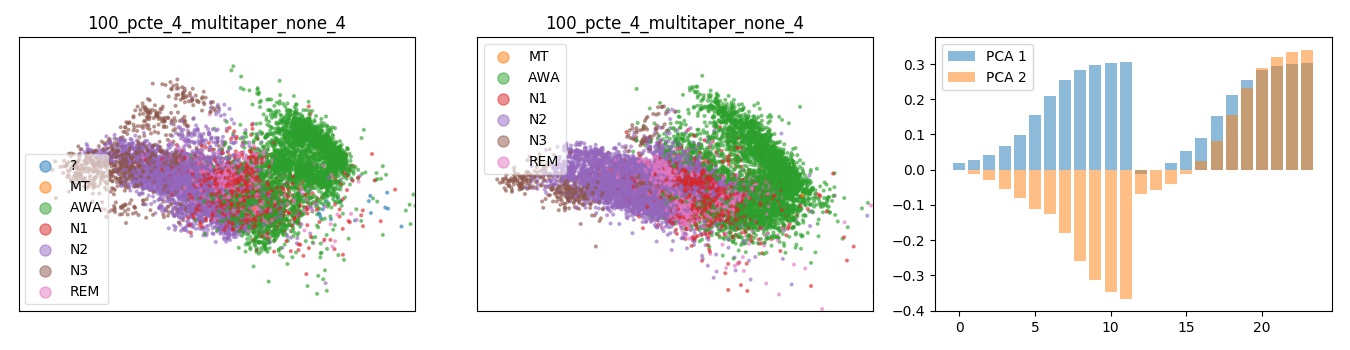 100_pcte_4_multitaper_none_4
?
MT
AWA
N1
N2
N3
REM
100_pcte_4_multitaper_none_4
MT
AWA
N1
N2
N3
REM
PCA 1
PCA 2
0.3
0.2
0.1
0.0
−0.1
−0.2
−0.3
−0.4
0 5 10 15 20